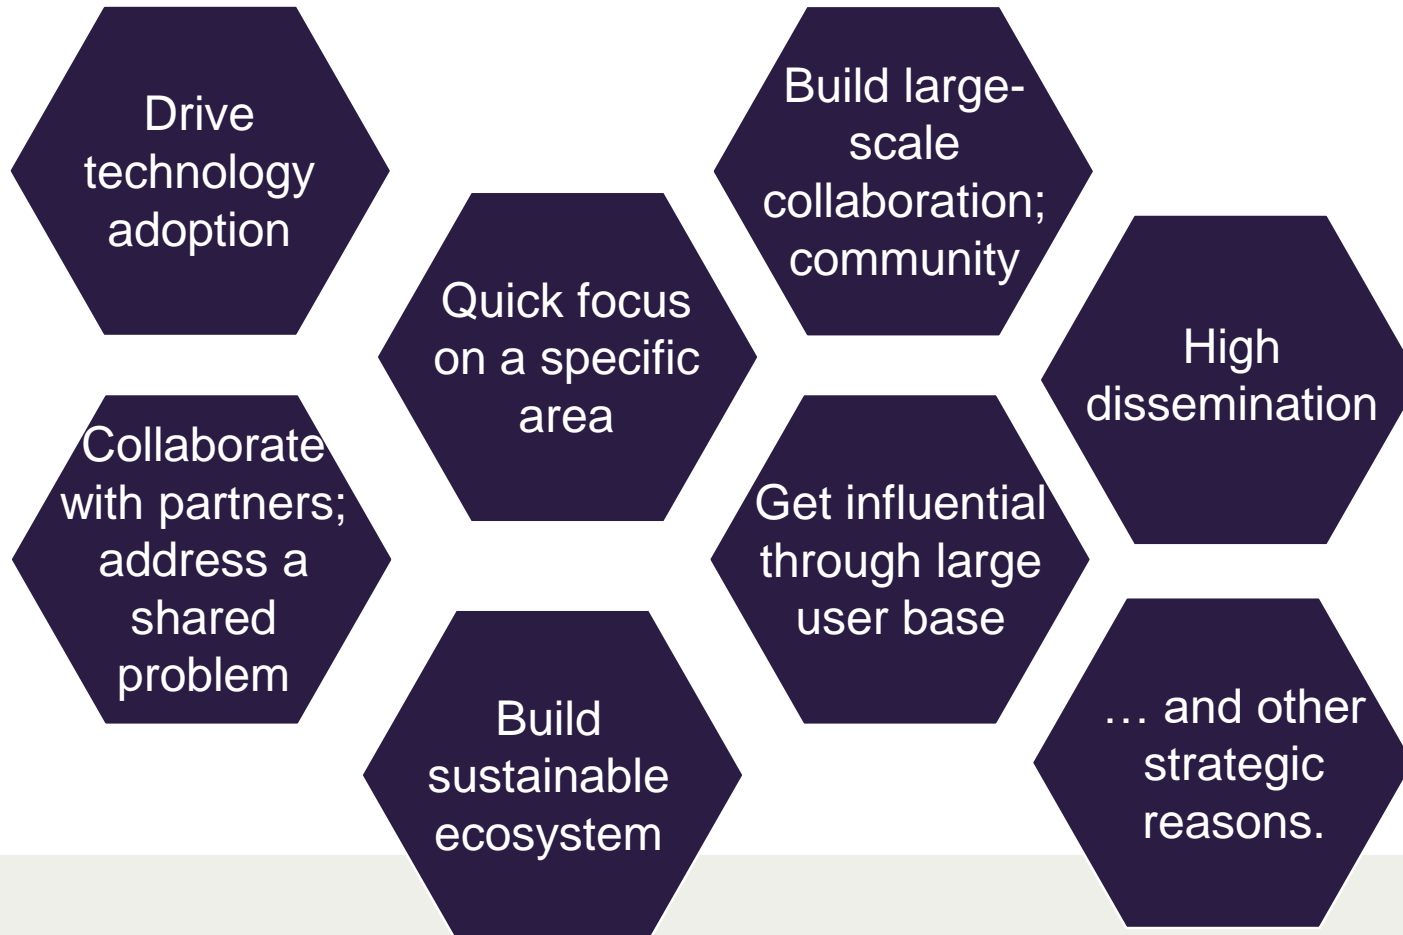 Drive
technology
adoption
Quick focus
on a specific
area
Build large-
scale
collaboration;
community
High
dissemination
Collaborate
with partners;
address a
shared
problem
Build
sustainable
ecosystem
Get influential
through large
user base
… and other
strategic
reasons.